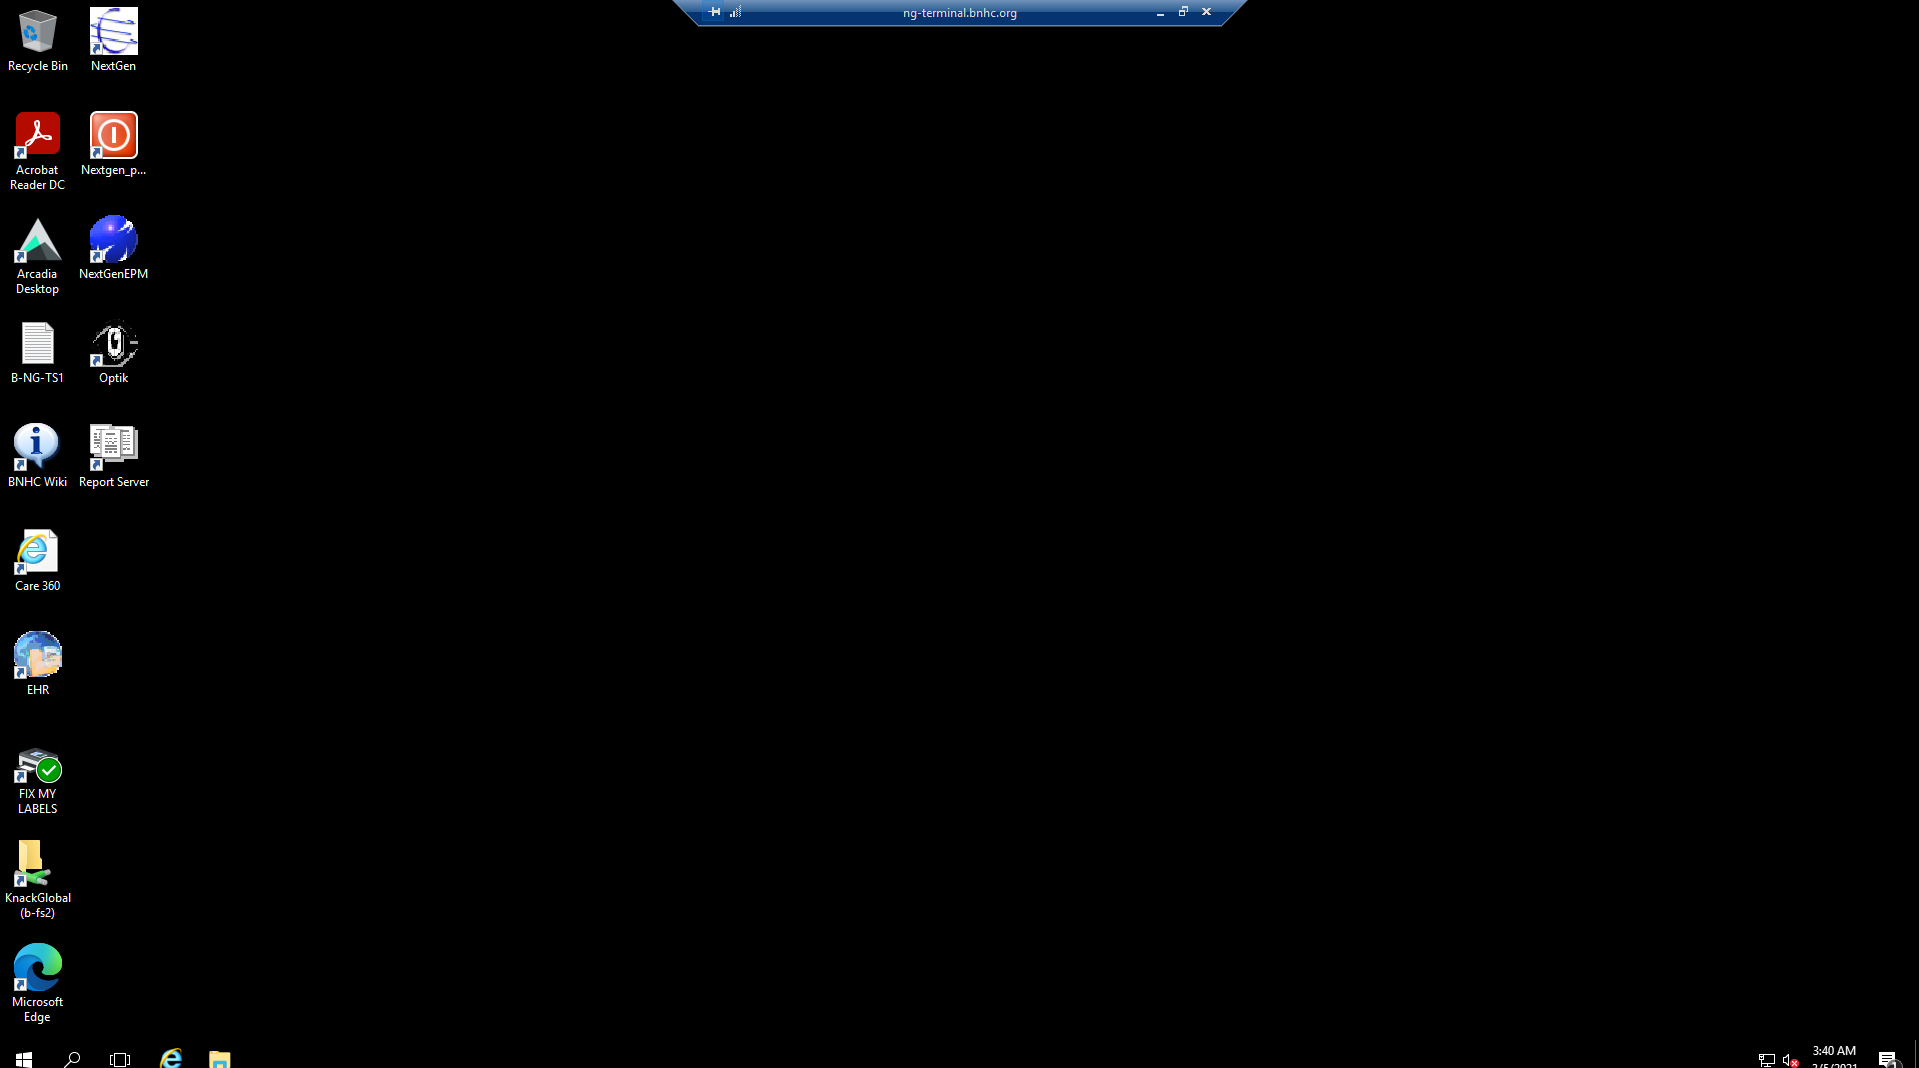 ng-terminal.bnhc.org
Recycle Bin
NextGen
Acrobat
Reader DC
Nextgen_p...
Arcadia
Desktop
NextGenEPM
B-NG-TS1
Optik
BNHC Wiki
Report Server
Care 360
EHR
FIX MY
LABELS
KnackGlobal
(b-fs2)
Microsoft
Edge
3:40 AM